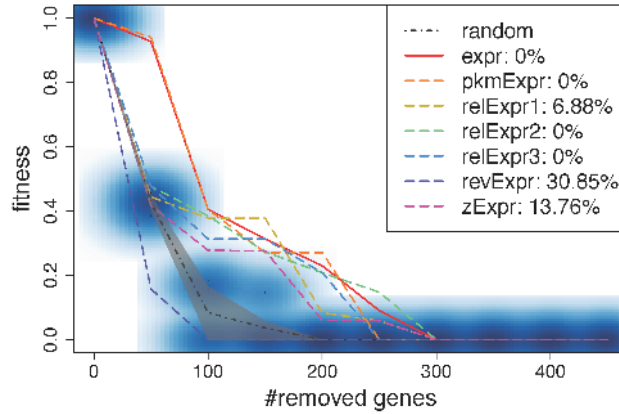 random
expr: 0%
pkmExpr: 0%
relExpr1: 6.88%
relExpr2: 0%
relExpr3: 0%
revExpr: 30.85%
zExpr: 13.76%
fitness
1.0
0.8
0.6
0.4
0.2
0.0
0 100 200 300 400
#removed genes